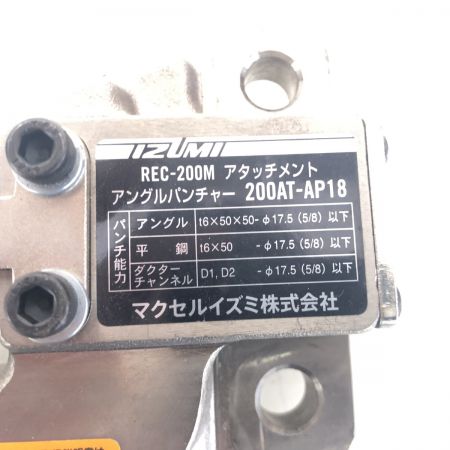 IZUMI
REC-200M アタッチメント
アングルパンチャー 200AT-AP18
パンチ能力
アングル t6×50×50-φ17.5 (5/8) 以下
平鋼 t6×50 -φ17.5 (5/8) 以下
ダクターチャンネル D1, D2 -φ17.5 (5/8) 以下
マクセルイズミ株式会社